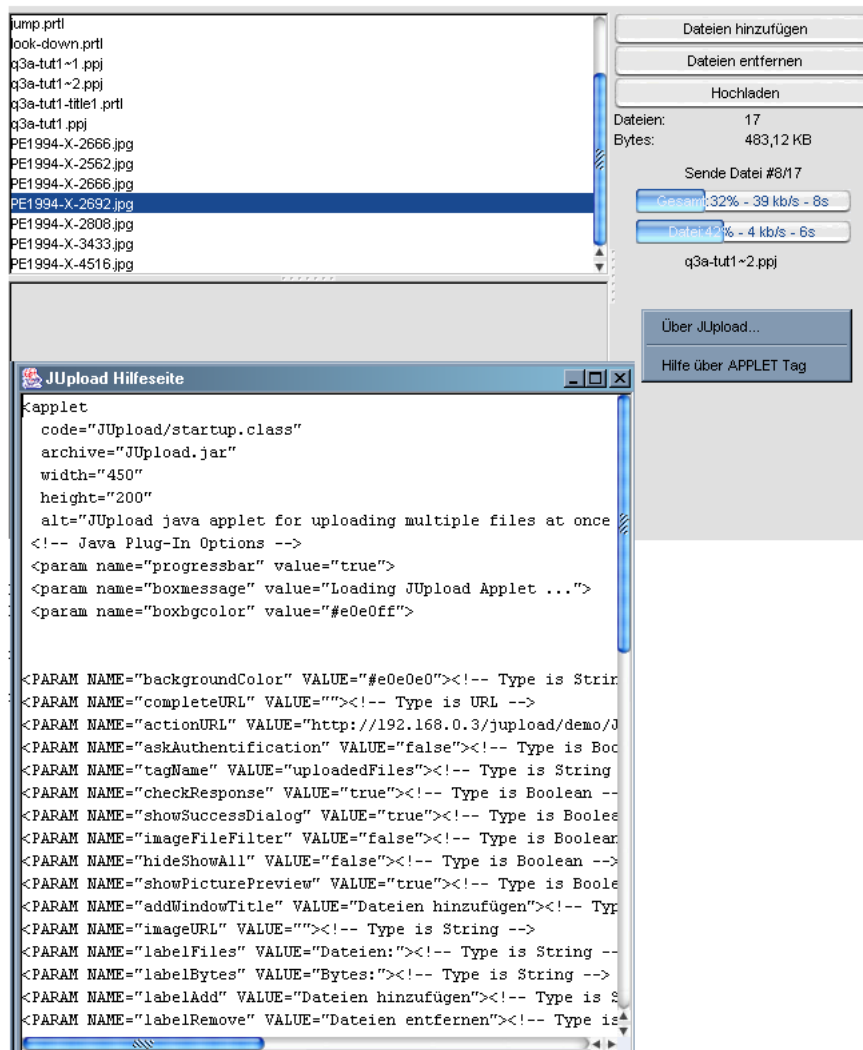 jump.prtl
look-down.prtl
q3a-tut1~1.ppj
q3a-tut1~2.ppj
q3a-tut1-title1.prtl
q3a-tut1.ppj
PE1994-X-2666.jpg
PE1994-X-2562.jpg
PE1994-X-2666.jpg
PE1994-X-2692.jpg
PE1994-X-2808.jpg
PE1994-X-3433.jpg
PE1994-X-4516.jpg
Dateien hinzufügen
Dateien entfernen
Hochladen
Dateien: 17
Bytes: 483,12 KB
Sende Datei #8/17
Gesamt:32% - 39 kb/s - 8s
Datei:42% - 4 kb/s - 6s
q3a-tut1~2.ppj
Über JUpload...
Hilfe über APPLET Tag
JUpload Hilfeseite
<applet
code="JUpload/startup.class"
archive="JUpload.jar"
width="450"
height="200"
alt="JUpload java applet for uploading multiple files at once
<!-- Java Plug-In Options -->
<param name="progressbar" value="true">
<param name="boxmessage" value="Loading JUpload Applet ...">
<param name="boxbgcolor" value="#e0e0ff">
<PARAM NAME="backgroundColor" VALUE="#e0e0e0"><!-- Type is Strin
<PARAM NAME="completeURL" VALUE=""><!-- Type is URL -->
<PARAM NAME="actionURL" VALUE="http://192.168.0.3/jupload/demo/J
<PARAM NAME="askAuthentification" VALUE="false"><!-- Type is Boo
<PARAM NAME="tagName" VALUE="uploadedFiles"><!-- Type is String
<PARAM NAME="checkResponse" VALUE="true"><!-- Type is Boolean --
<PARAM NAME="showSuccessDialog" VALUE="true"><!-- Type is Boolea
<PARAM NAME="imageFileFilter" VALUE="false"><!-- Type is Boolean
<PARAM NAME="hideShowAll" VALUE="false"><!-- Type is Boolean -->
<PARAM NAME="showPicturePreview" VALUE="true"><!-- Type is Boole
<PARAM NAME="addWindowTitle" VALUE="Dateien hinzufügen"><!-- Typ
<PARAM NAME="imageURL" VALUE=""><!-- Type is String -->
<PARAM NAME="labelFiles" VALUE="Dateien:"><!-- Type is String --
<PARAM NAME="labelBytes" VALUE="Bytes:"><!-- Type is String -->
<PARAM NAME="labelAdd" VALUE="Dateien hinzufügen"><!-- Type is S
<PARAM NAME="labelRemove" VALUE="Dateien entfernen"><!-- Type is